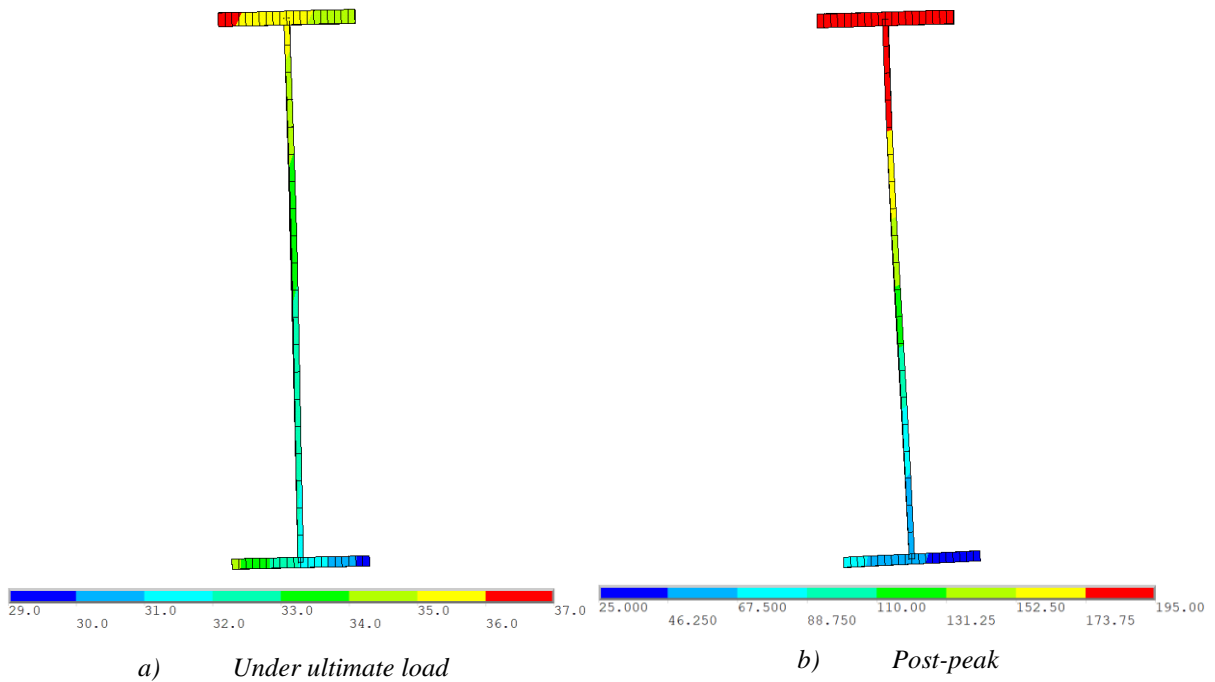 29.0 31.0 33.0 35.0 37.0
30.0 32.0 34.0 36.0
25.000 67.500 110.00 152.50 195.00
46.250 88.750 131.25 173.75
a) Under ultimate load
b) Post-peak